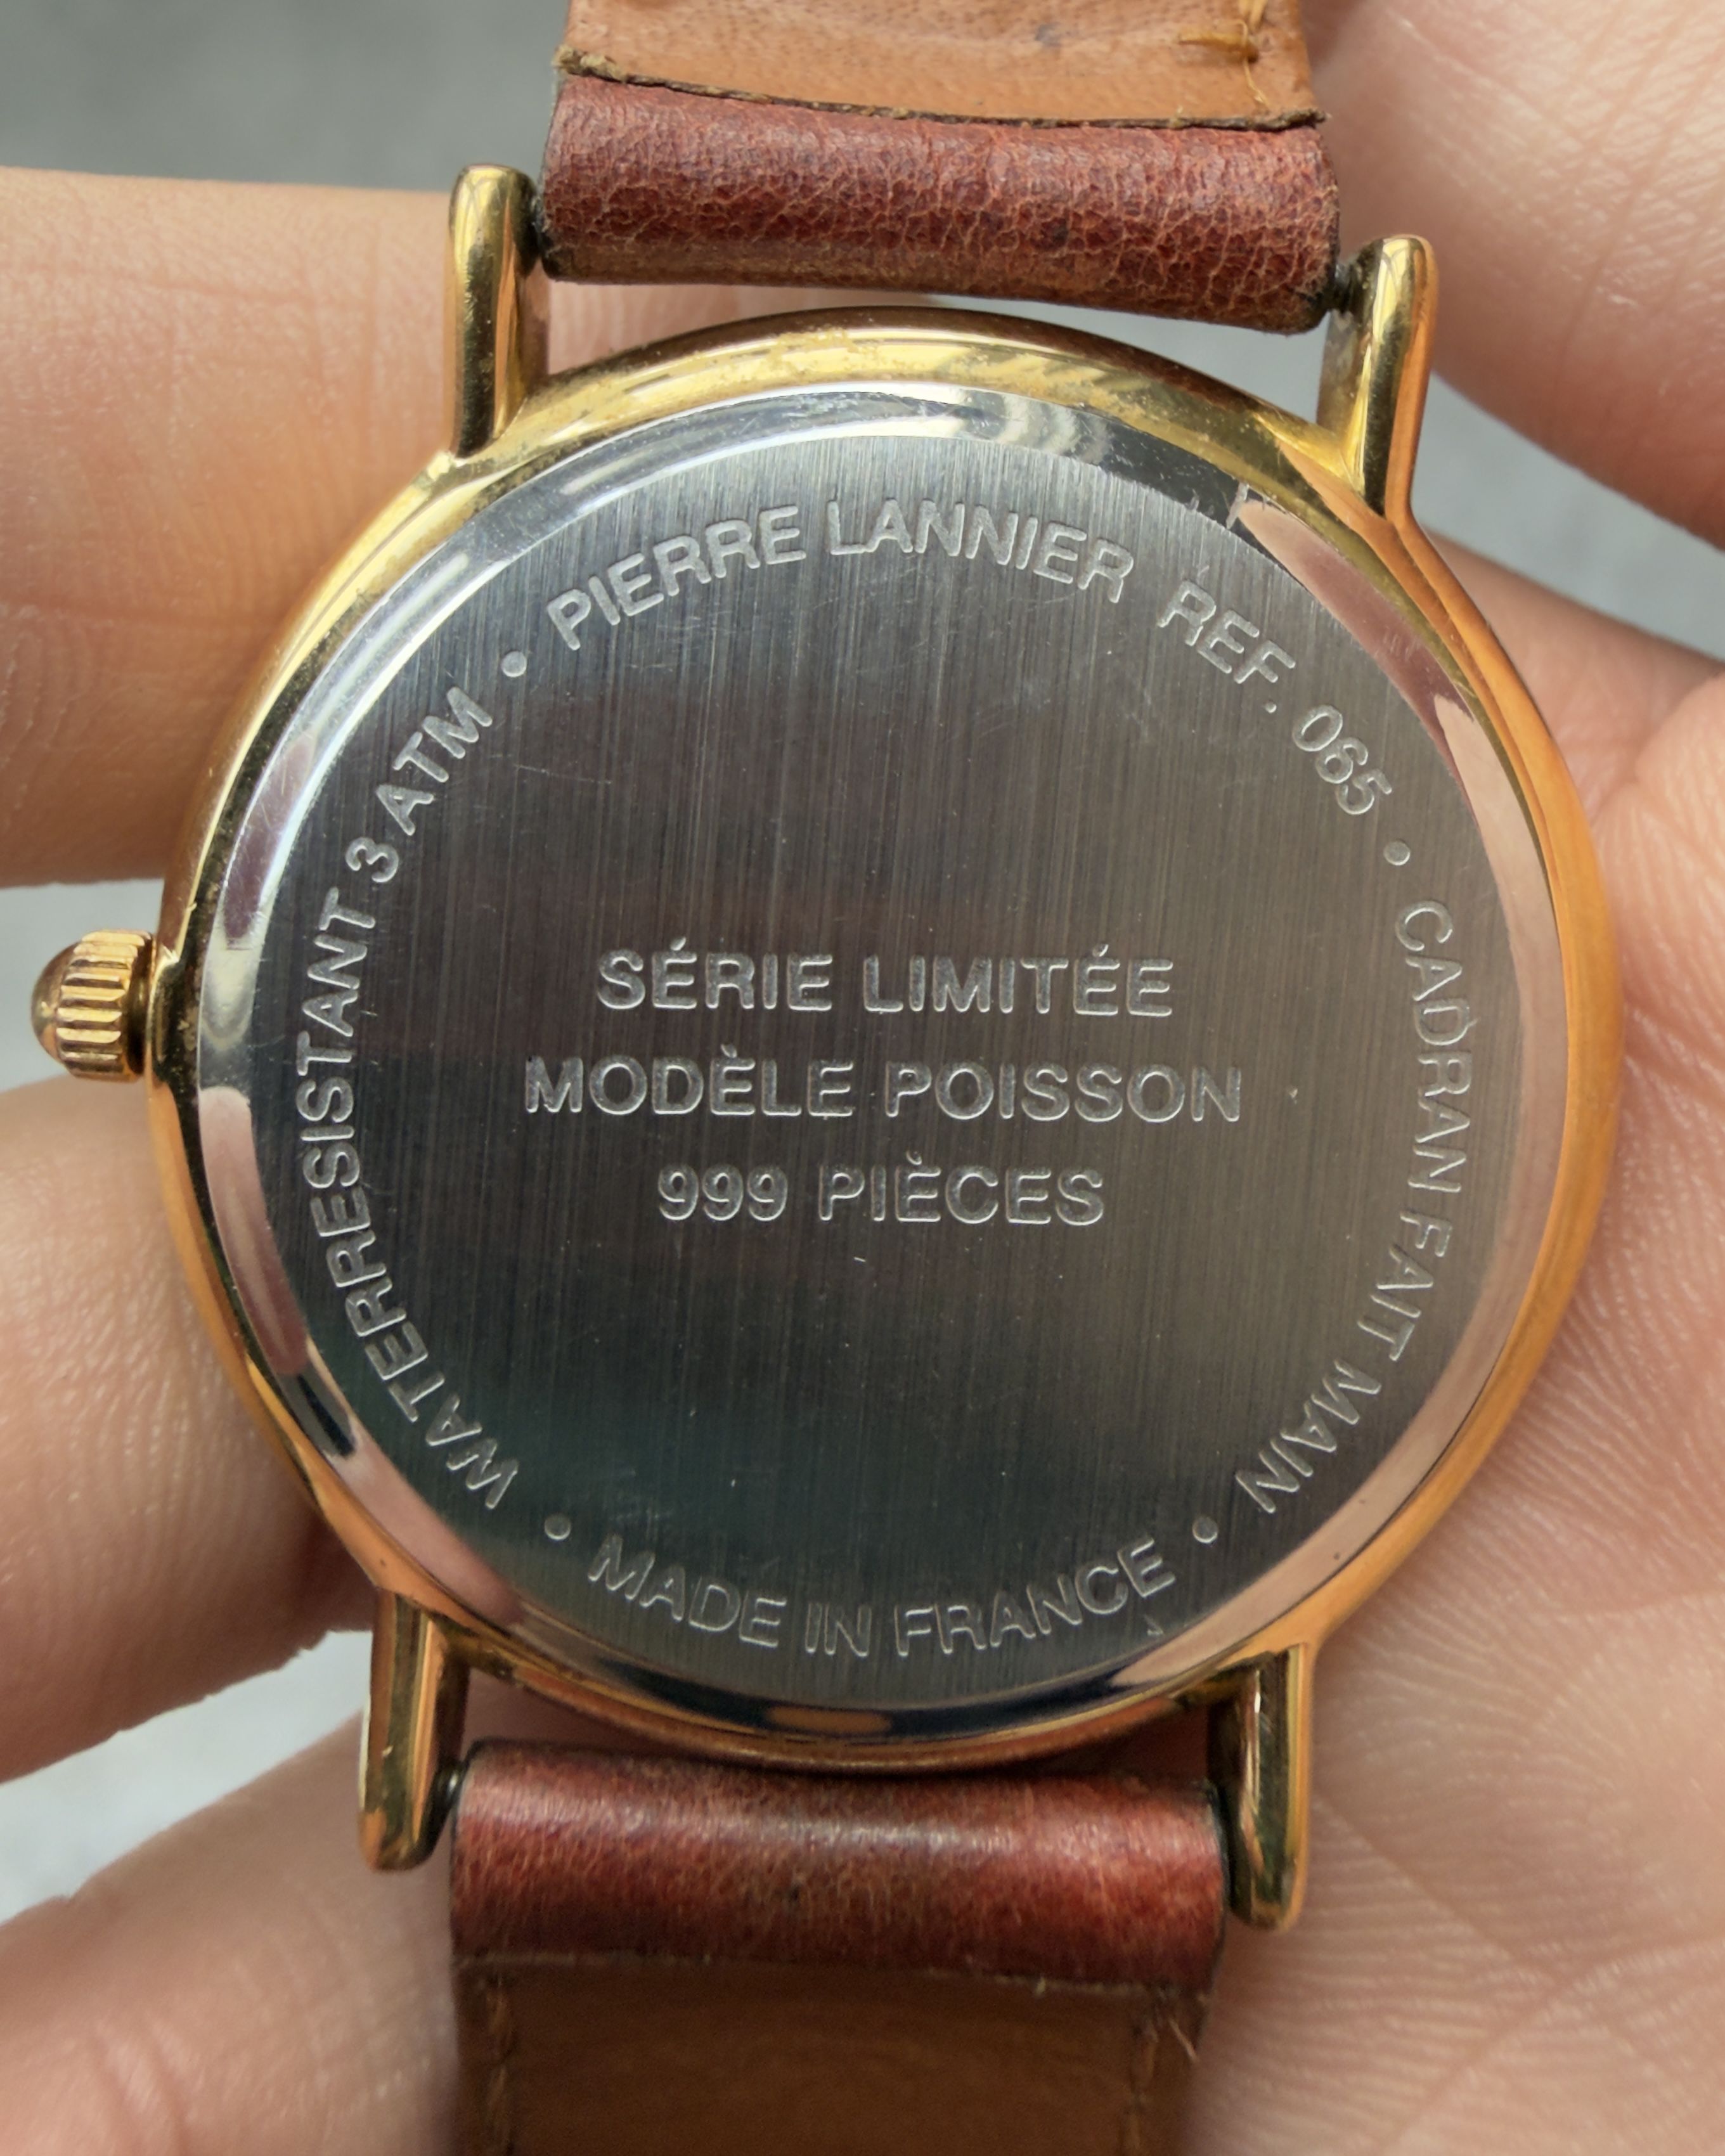 • PIERRE LANNIER REF. 065 • CADRAN FAIT MAIN • MADE IN FRANCE • WATERRESISTANT 3 ATM
SÉRIE LIMITÉE
MODÈLE POISSON
999 PIÈCES